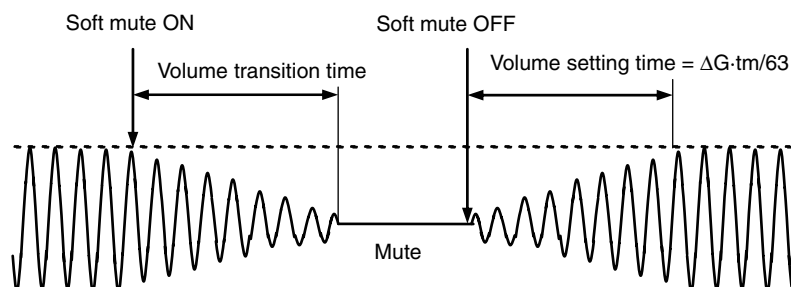 Soft mute ON
Soft mute OFF
Volume transition time
Volume setting time = ΔG·tm/63
Mute